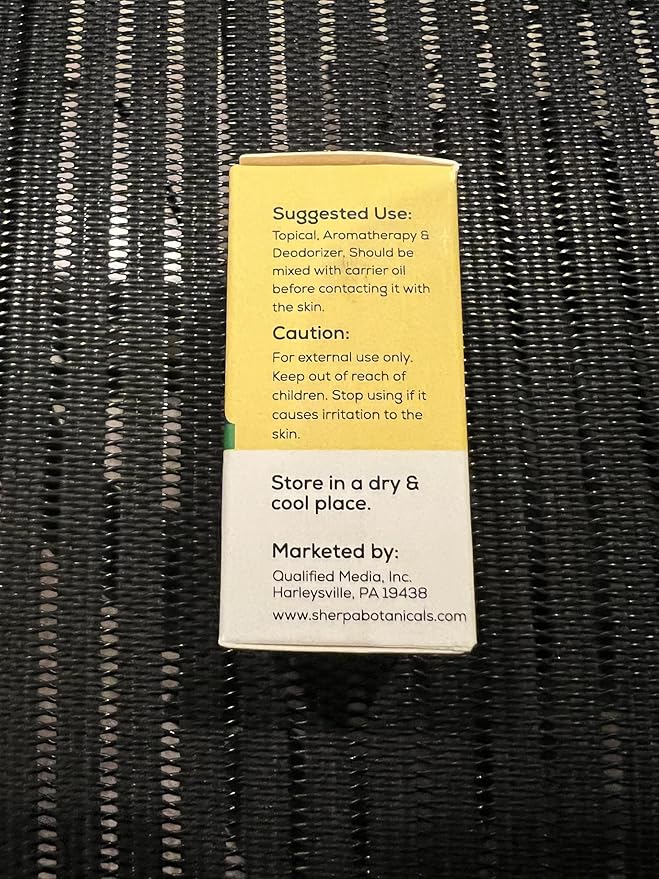 Suggested Use:
Topical, Aromatherapy &
Deodorizer. Should be
mixed with carrier oil
before contacting it with
the skin.
Caution:
For external use only.
Keep out of reach of
children. Stop using if it
causes irritation to the
skin.
Store in a dry &
cool place.
Marketed by:
Qualified Media, Inc.
Harleysville, PA 19438
www.sherpabotanicals.com